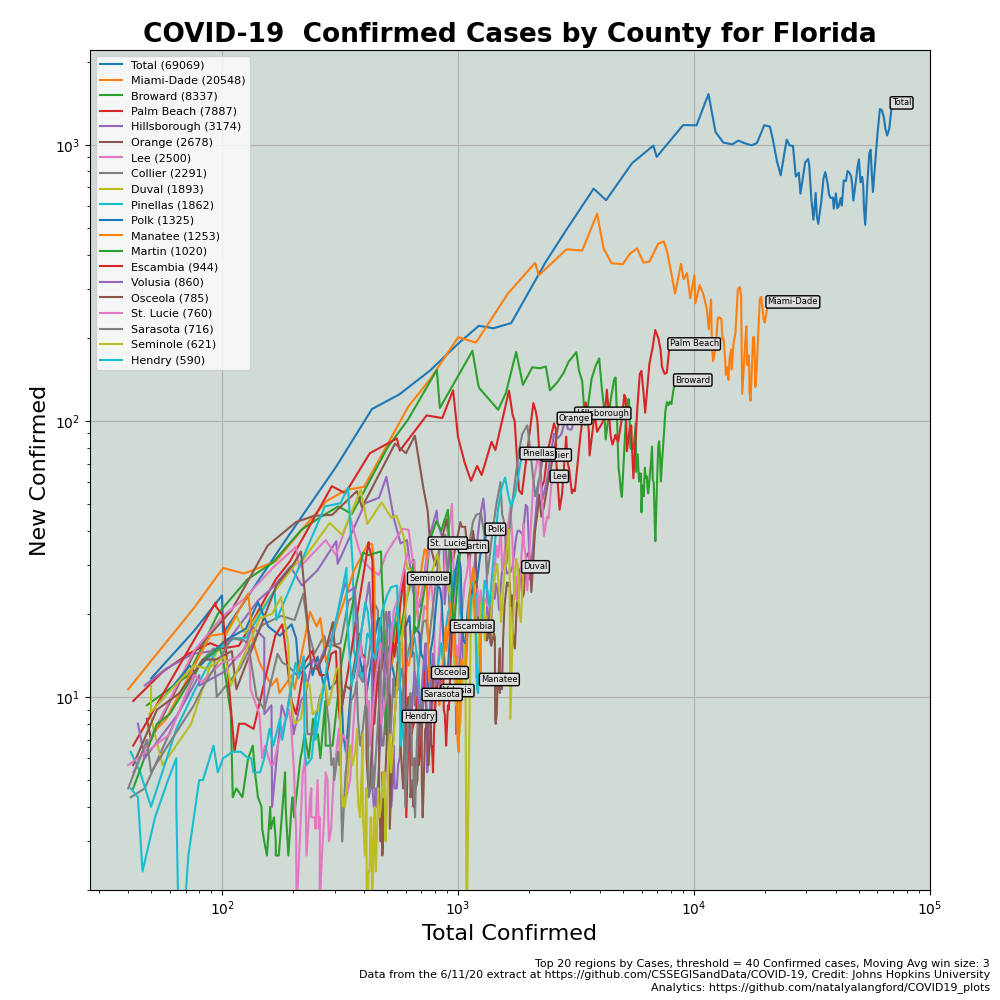 COVID-19  Confirmed Cases by County for Florida
Total (69069)
Miami-Dade (20548)
Broward (8337)
Palm Beach (7887)
Hillsborough (3174)
Orange (2678)
Lee (2500)
Collier (2291)
Duval (1893)
Pinellas (1862)
Polk (1325)
Manatee (1253)
Martin (1020)
Escambia (944)
Volusia (860)
Osceola (785)
St. Lucie (760)
Sarasota (716)
Seminole (621)
Hendry (590)
Total
Miami-Dade
Palm Beach
Broward
Orange
Pinellas
Lee
Polk
St. Lucie
Duval
Seminole
Escambia
Osceola
Manatee
Sarasota
Hendry
New Confirmed
10³
10²
10¹
10² 10³ 10⁴ 10⁵
Total Confirmed
Top 20 regions by Cases, threshold = 40 Confirmed cases, Moving Avg win size: 3
Data from the 6/11/20 extract at https://github.com/CSSEGISandData/COVID-19, Credit: Johns Hopkins University
Analytics: https://github.com/natalyalangford/COVID19_plots